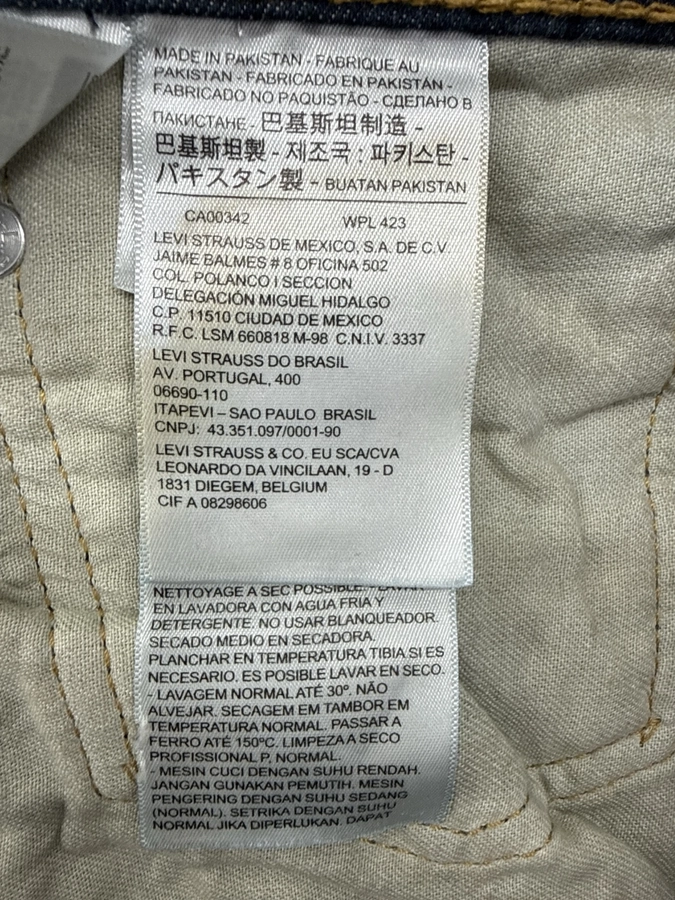 MADE IN PAKISTAN - FABRIQUE AU
PAKISTAN - FABRICADO EN PAKISTÁN -
FABRICADO NO PAQUISTÃO - СДЕЛАНО В
ПАКИСТАНЕ - 巴基斯坦制造 -
巴基斯坦製 - 제조국 : 파키스탄 -
パキスタン製 - BUATAN PAKISTAN
CA00342 WPL 423
LEVI STRAUSS DE MEXICO, S.A. DE C.V
JAIME BALMES # 8 OFICINA 502
COL. POLANCO I SECCION
DELEGACIÓN MIGUEL HIDALGO
C.P. 11510 CIUDAD DE MEXICO
R.F.C. LSM 660818 M-98 C.N.I.V. 3337
LEVI STRAUSS DO BRASIL
AV. PORTUGAL, 400
06690-110
ITAPEVI – SAO PAULO BRASIL
CNPJ: 43.351.097/0001-90
LEVI STRAUSS & CO. EU SCA/CVA
LEONARDO DA VINCILAAN, 19 - D
1831 DIEGEM, BELGIUM
CIF A 08298606
NETTOYAGE A SEC POSSIBLE. - LAVAR
EN LAVADORA CON AGUA FRIA Y
DETERGENTE. NO USAR BLANQUEADOR.
SECADO MEDIO EN SECADORA.
PLANCHAR EN TEMPERATURA TIBIA SI ES
NECESARIO. ES POSIBLE LAVAR EN SECO.
- LAVAGEM NORMAL ATÉ 30º. NÃO
ALVEJAR. SECAGEM EM TAMBOR EM
TEMPERATURA NORMAL. PASSAR A
FERRO ATÉ 150ºC. LIMPEZA A SECO
PROFISSIONAL P, NORMAL.
- MESIN CUCI DENGAN SUHU RENDAH.
JANGAN GUNAKAN PEMUTIH. MESIN
PENGERING DENGAN SUHU SEDANG
(NORMAL). SETRIKA DENGAN SUHU
NORMAL JIKA DIPERLUKAN. DAPAT